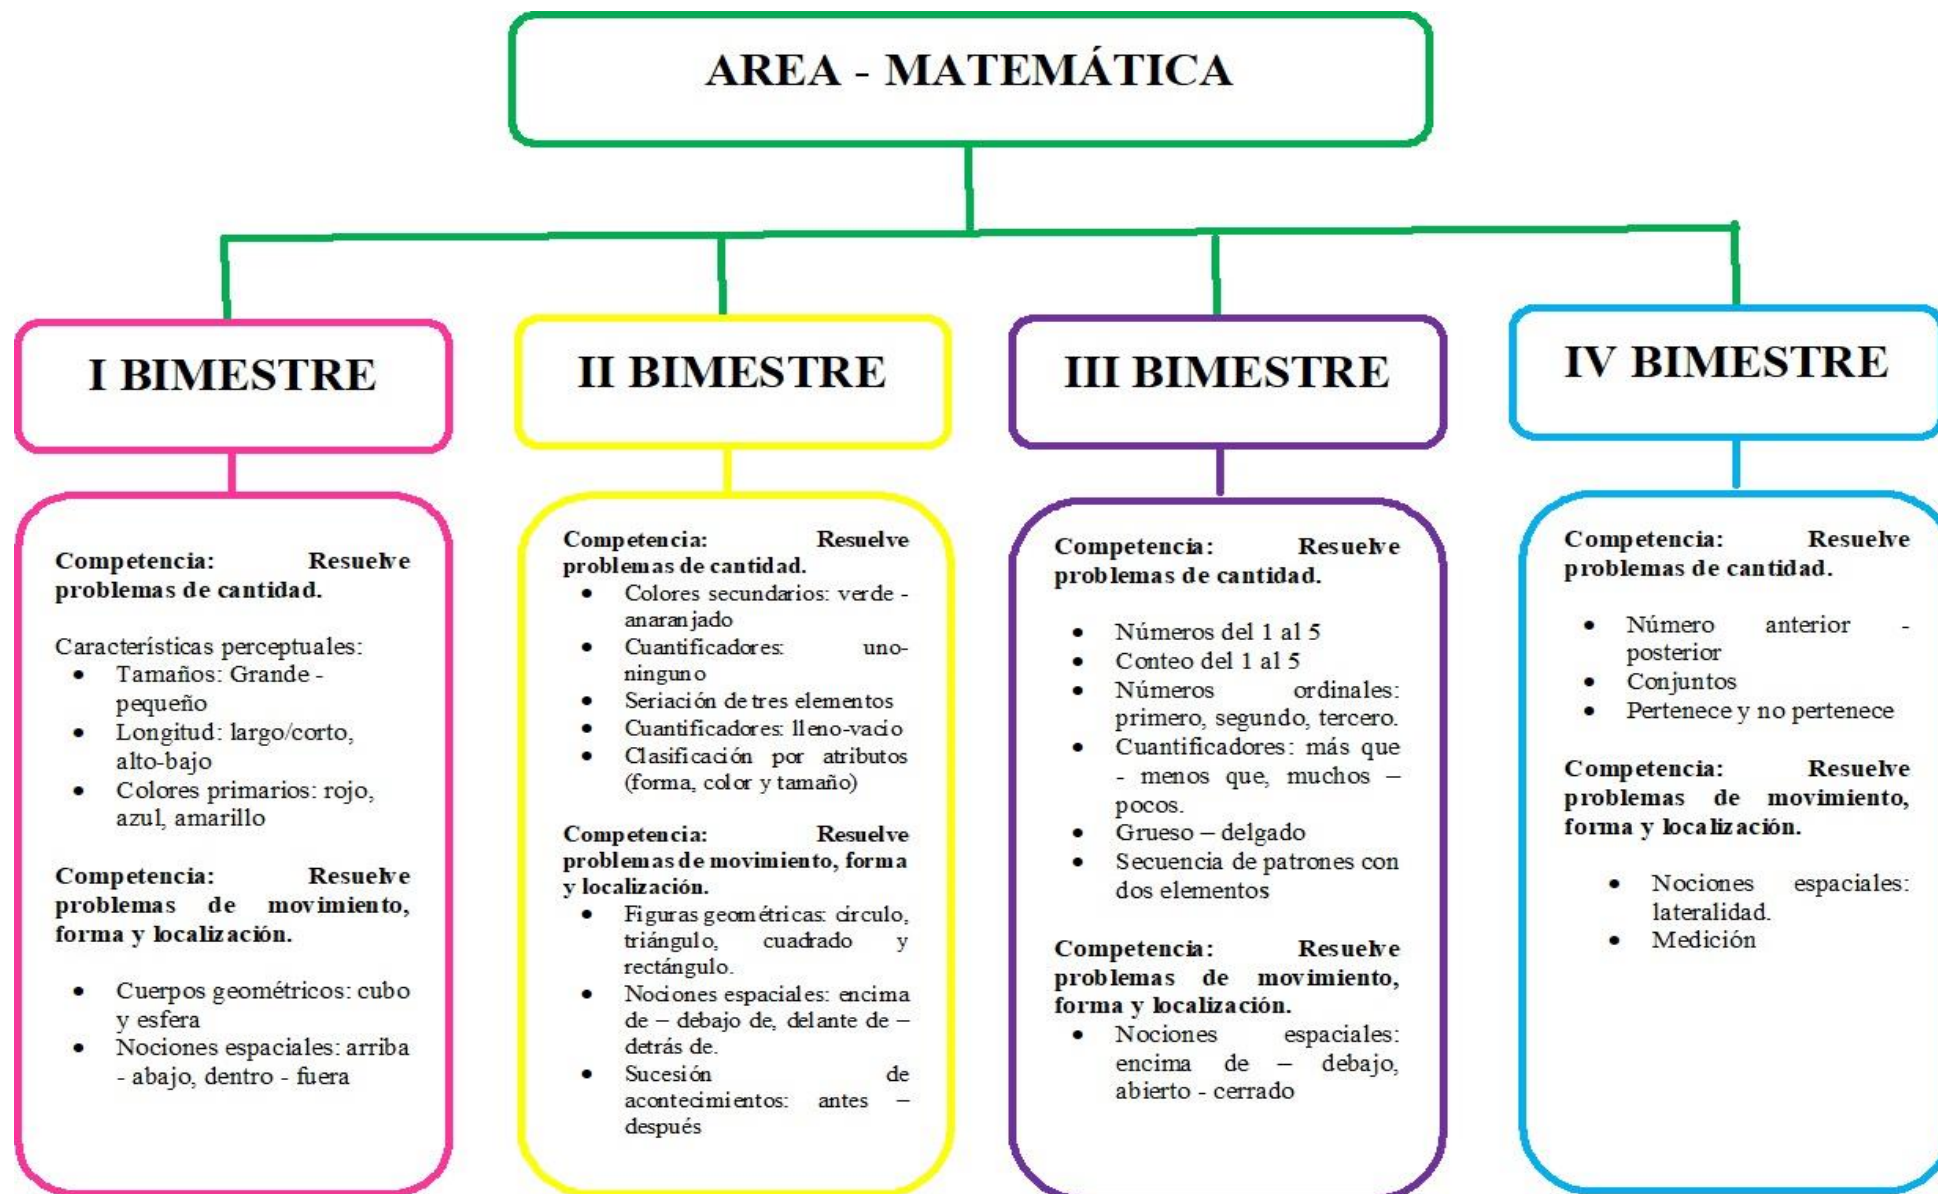 AREA - MATEMÁTICA
I BIMESTRE
Competencia: Resuelve
problemas de cantidad.
Características perceptuales:
• Tamaños: Grande -
pequeño
• Longitud: largo/corto,
alto-bajo
• Colores primarios: rojo,
azul, amarillo
Competencia: Resuelve
problemas de movimiento,
forma y localización.
• Cuerpos geométricos: cubo
y esfera
• Nociones espaciales: arriba
- abajo, dentro - fuera
II BIMESTRE
Competencia: Resuelve
problemas de cantidad.
• Colores secundarios: verde -
anaranjado
• Cuantificadores: uno-
ninguno
• Seriación de tres elementos
• Cuantificadores: lleno-vacío
• Clasificación por atributos
(forma, color y tamaño)
Competencia: Resuelve
problemas de movimiento, forma
y localización.
• Figuras geométricas: círculo,
triángulo, cuadrado y
rectángulo.
• Nociones espaciales: encima
de – debajo de, delante de –
detrás de.
• Sucesión de
acontecimientos: antes –
después
III BIMESTRE
Competencia: Resuelve
problemas de cantidad.
• Números del 1 al 5
• Conteo del 1 al 5
• Números ordinales:
primero, segundo, tercero.
• Cuantificadores: más que
- menos que, muchos –
pocos.
• Grueso – delgado
• Secuencia de patrones con
dos elementos
Competencia: Resuelve
problemas de movimiento,
forma y localización.
• Nociones espaciales:
encima de – debajo,
abierto - cerrado
IV BIMESTRE
Competencia: Resuelve
problemas de cantidad.
• Número anterior -
posterior
• Conjuntos
• Pertenece y no pertenece
Competencia: Resuelve
problemas de movimiento,
forma y localización.
• Nociones espaciales:
lateralidad.
• Medición